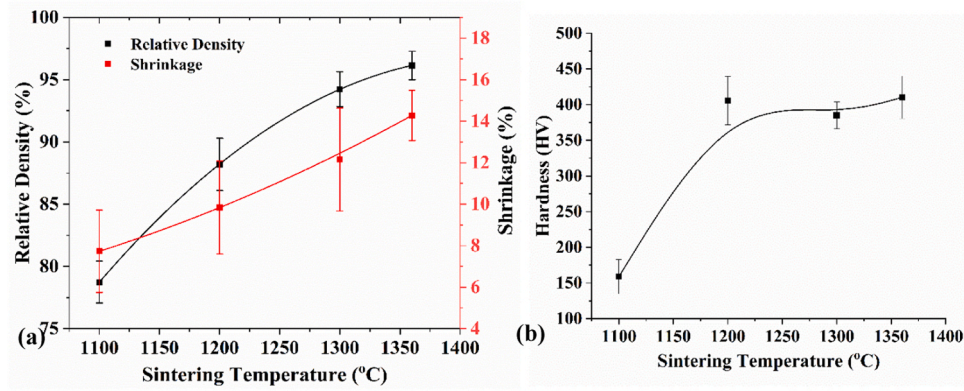 100
95
90
85
80
75
Relative Density (%)
Relative Density
Shrinkage
18
16
14
12
10
8
6
4
Shrinkage (%)
1100 1150 1200 1250 1300 1350 1400
Sintering Temperature (°C)
(a)
500
450
400
350
300
250
200
150
100
Hardness (HV)
1100 1150 1200 1250 1300 1350 1400
Sintering Temperature (°C)
(b)